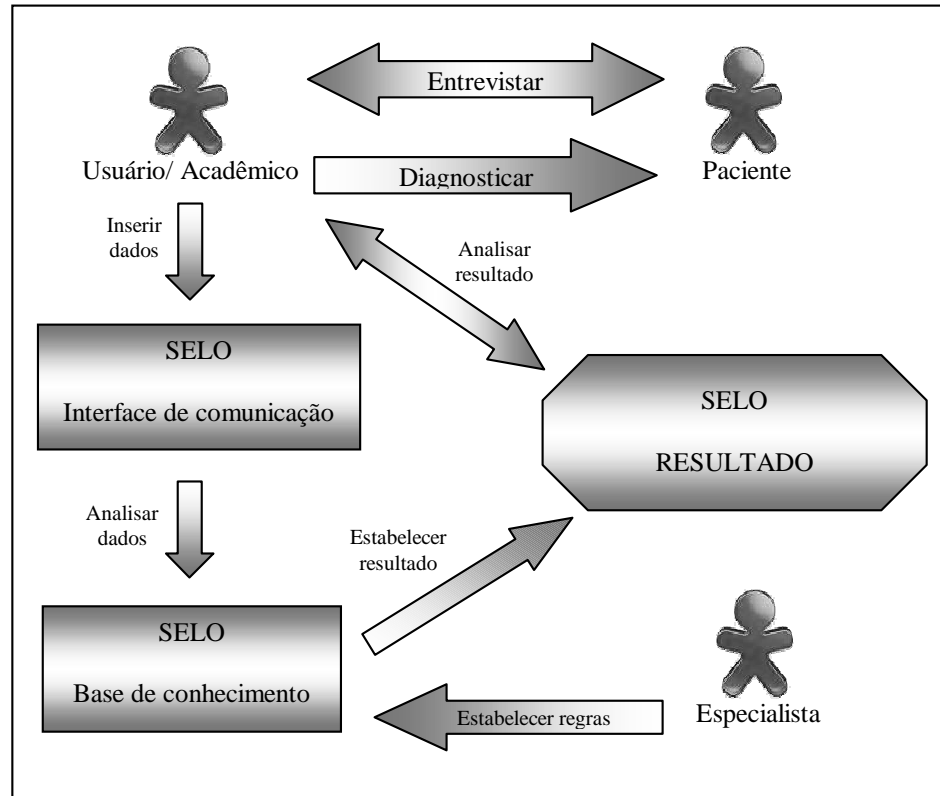 Entrevistar
Usuário/ Acadêmico
Paciente
Diagnosticar
Inserir
dados
Analisar
resultado
SELO
Interface de comunicação
SELO
RESULTADO
Analisar
dados
Estabelecer
resultado
SELO
Base de conhecimento
Estabelecer regras
Especialista